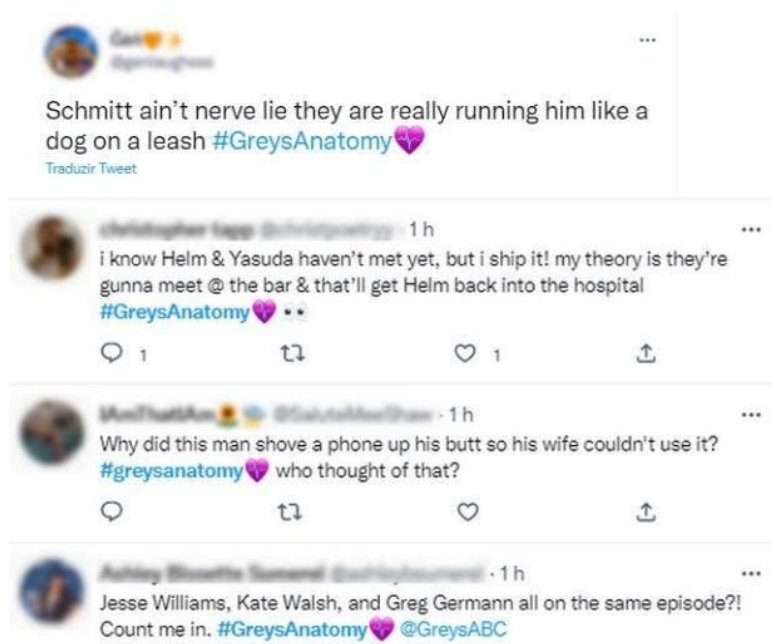 Schmitt ain't nerve lie they are really running him like a
dog on a leash #GreysAnatomy
Traduzir Tweet
1 h
i know Helm & Yasuda haven't met yet, but i ship it! my theory is they're
gunna meet @ the bar & that'll get Helm back into the hospital
#GreysAnatomy
1 1
· 1 h
Why did this man shove a phone up his butt so his wife couldn't use it?
#greysanatomy who thought of that?
· 1 h
Jesse Williams, Kate Walsh, and Greg Germann all on the same episode?!
Count me in. #GreysAnatomy @GreysABC